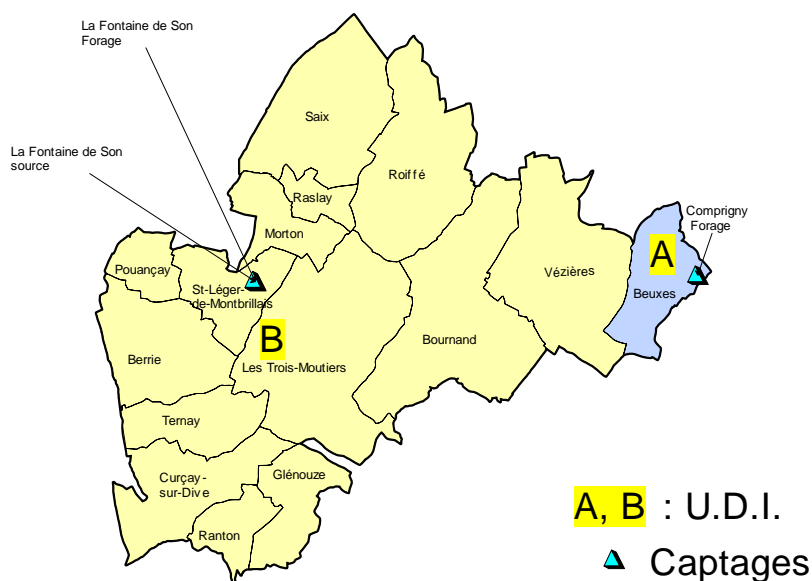 La Fontaine de Son
Forage
La Fontaine de Son
source
Saix
Roiffé
Raslay
Morton
Comprigny
Forage
Pouançay
St-Léger-
de-Montbrillais
A
Vézières
Beuxes
B
Bournand
Berrie
Les Trois-Moutiers
Ternay
Curçay-
sur-Dive
Glénouze
Ranton
A, B : U.D.I.
Captages